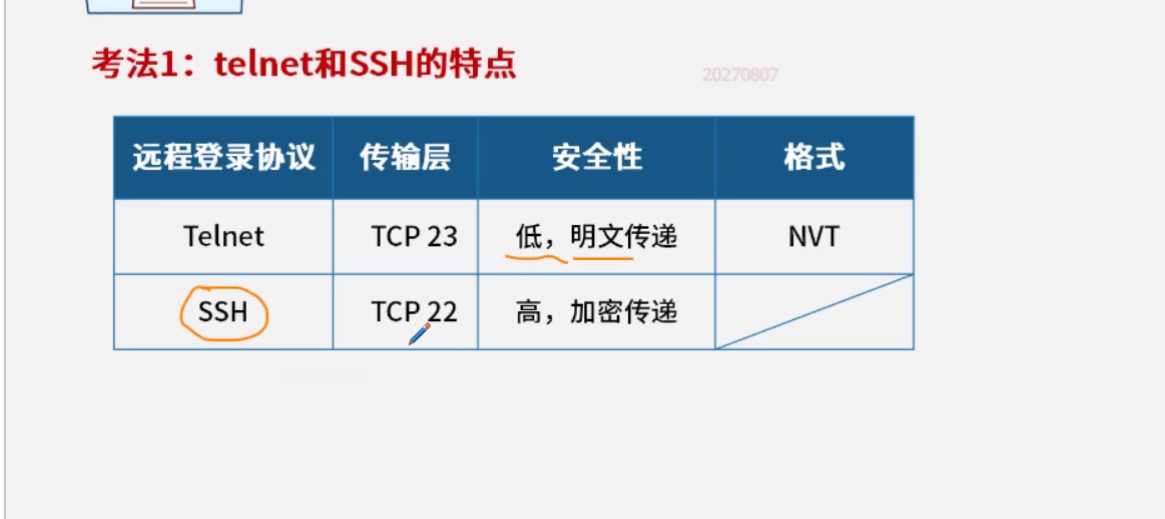 考法1：telnet和SSH的特点
20270807
远程登录协议 传输层 安全性 格式
Telnet TCP 23 低，明文传递 NVT
SSH TCP 22 高，加密传递